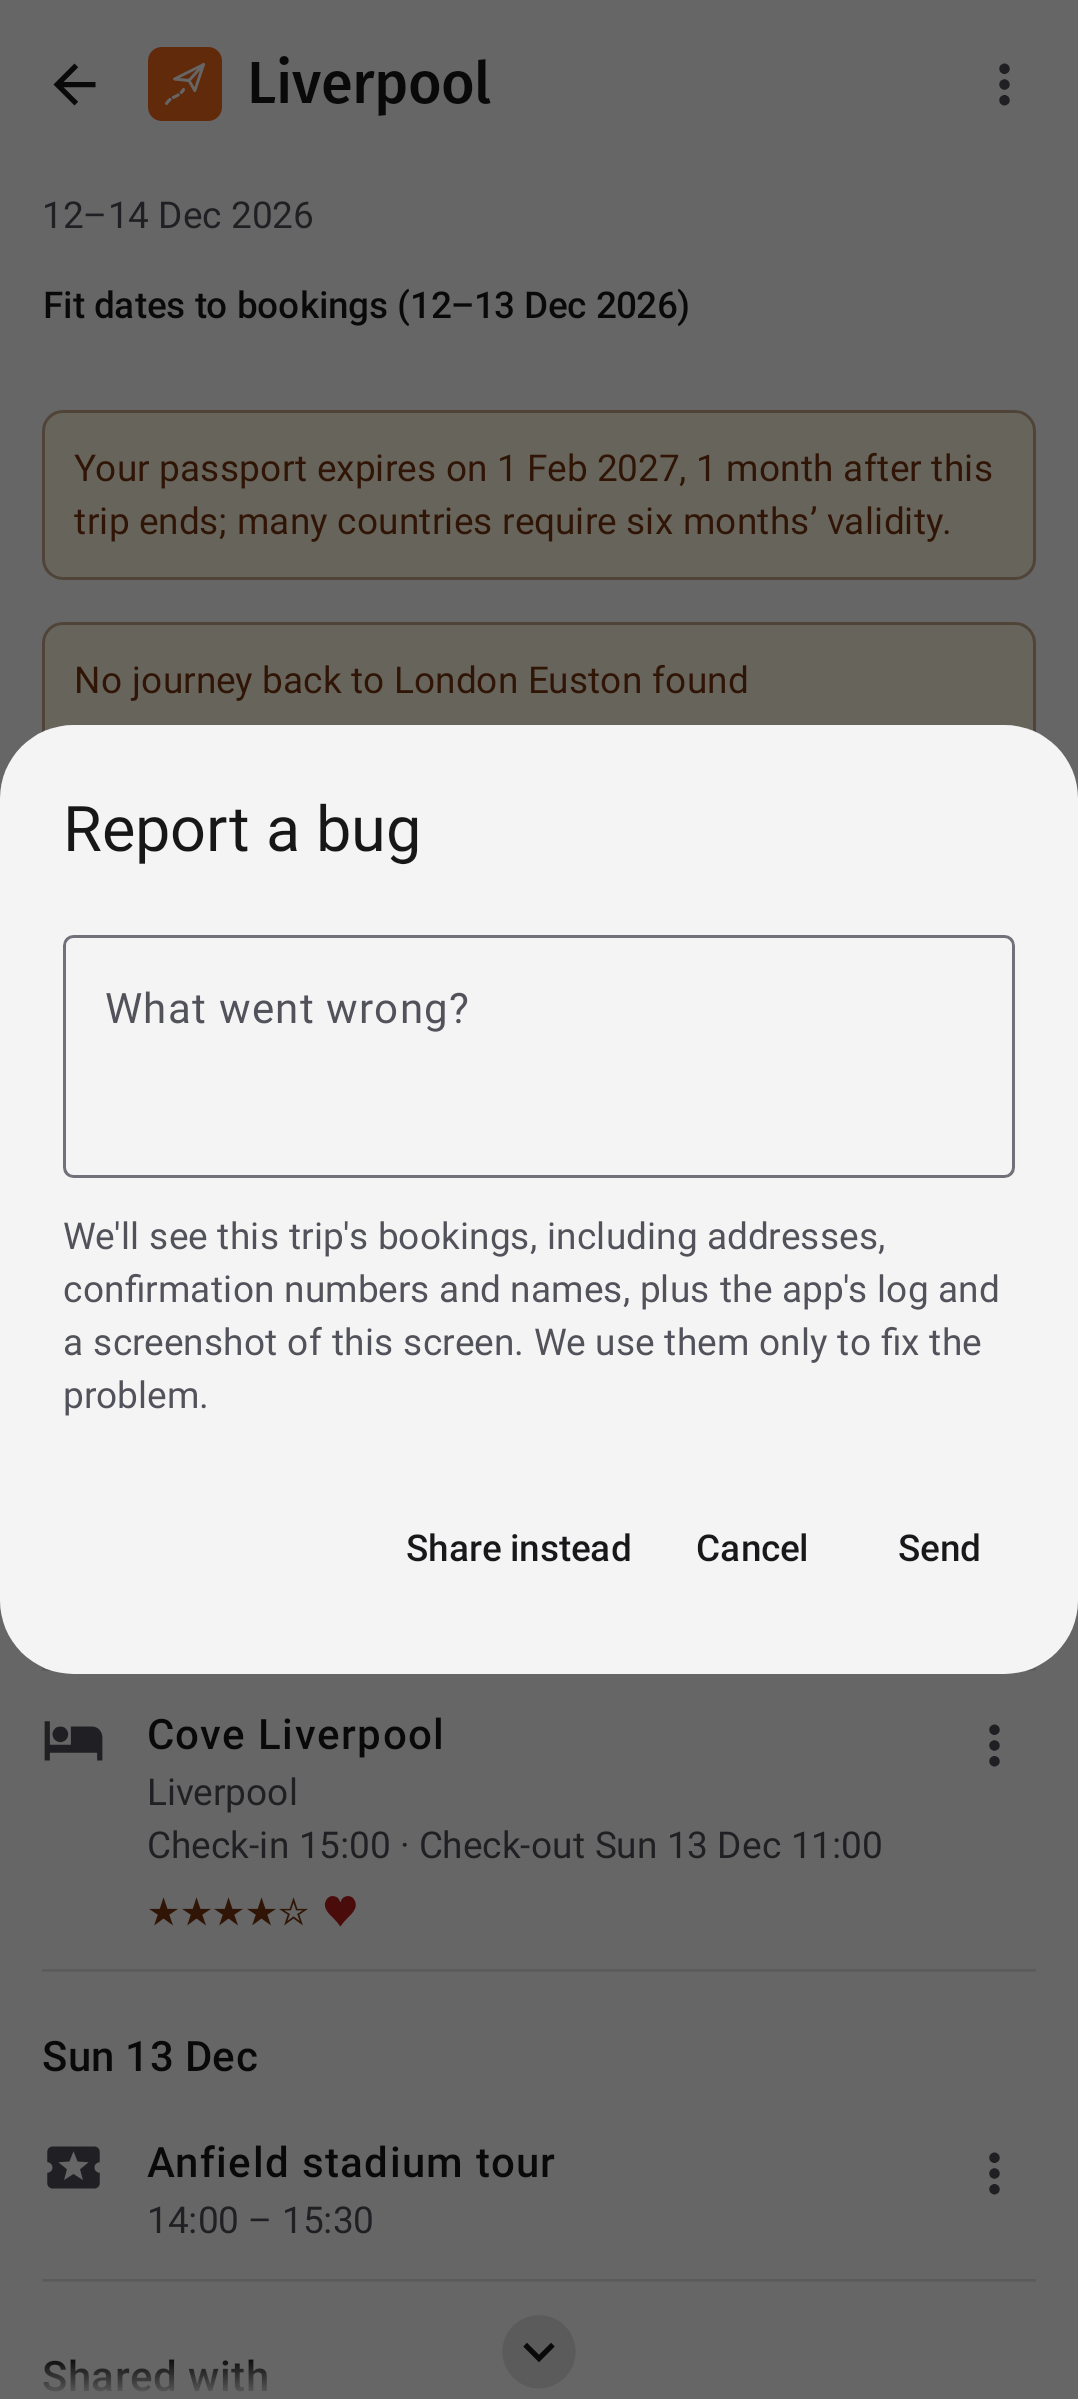 Liverpool
12–14 Dec 2026
Fit dates to bookings (12–13 Dec 2026)
Your passport expires on 1 Feb 2027, 1 month after this
trip ends; many countries require six months’ validity.
No journey back to London Euston found
Report a bug
What went wrong?
We'll see this trip's bookings, including addresses,
confirmation numbers and names, plus the app's log and
a screenshot of this screen. We use them only to fix the
problem.
Share instead Cancel Send
Cove Liverpool
Liverpool
Check-in 15:00 · Check-out Sun 13 Dec 11:00
★★★★☆ ♥
Sun 13 Dec
Anfield stadium tour
14:00 – 15:30
Shared with